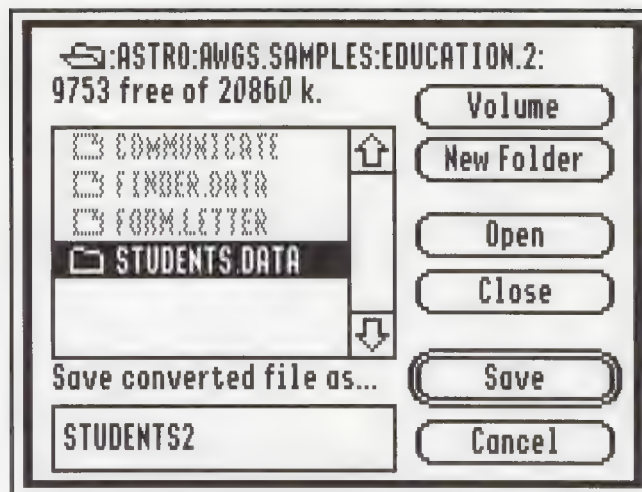 :ASTRO:AWGS.SAMPLES:EDUCATION.2:
9753 free of 20860 k.
COMMUNICATE
FINDER.DATA
FORM.LETTER
STUDENTS.DATA
Save converted file as...
STUDENTS2
Volume
New Folder
Open
Close
Save
Cancel